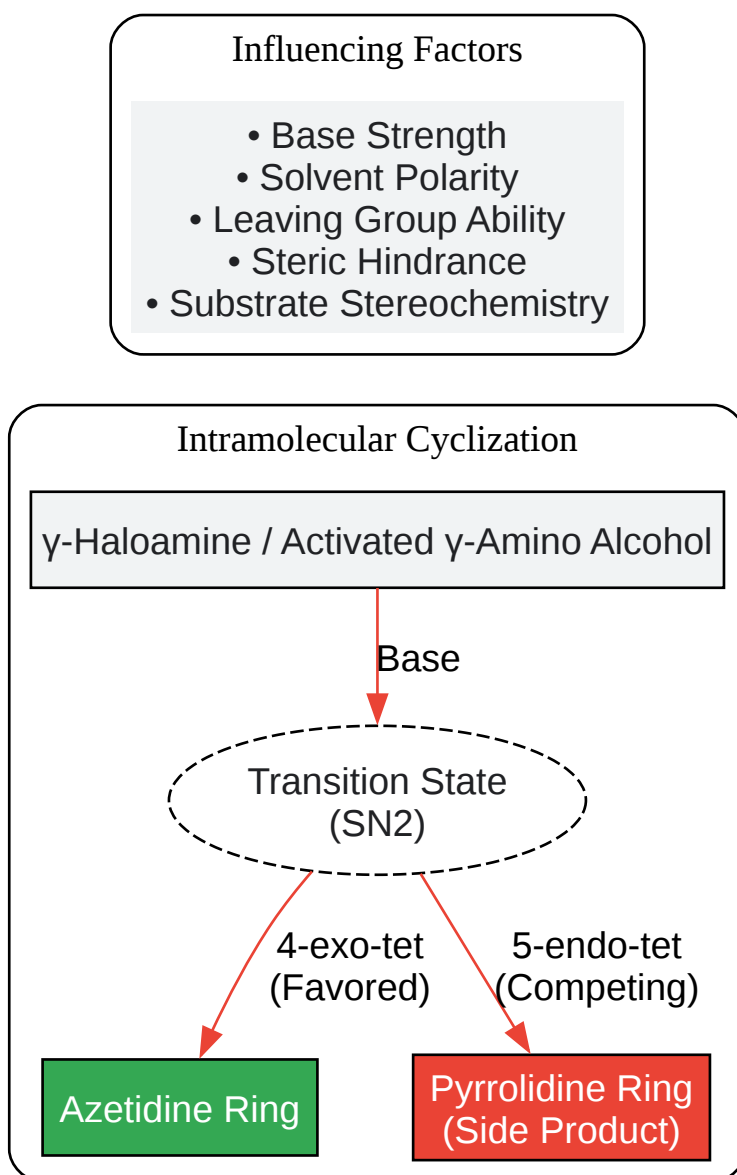 Influencing Factors
• Base Strength
• Solvent Polarity
• Leaving Group Ability
• Steric Hindrance
• Substrate Stereochemistry
Intramolecular Cyclization
γ-Haloamine / Activated γ-Amino Alcohol
Base
Transition State
(SN2)
4-exo-tet
(Favored)
5-endo-tet
(Competing)
Azetidine Ring
Pyrrolidine Ring
(Side Product)